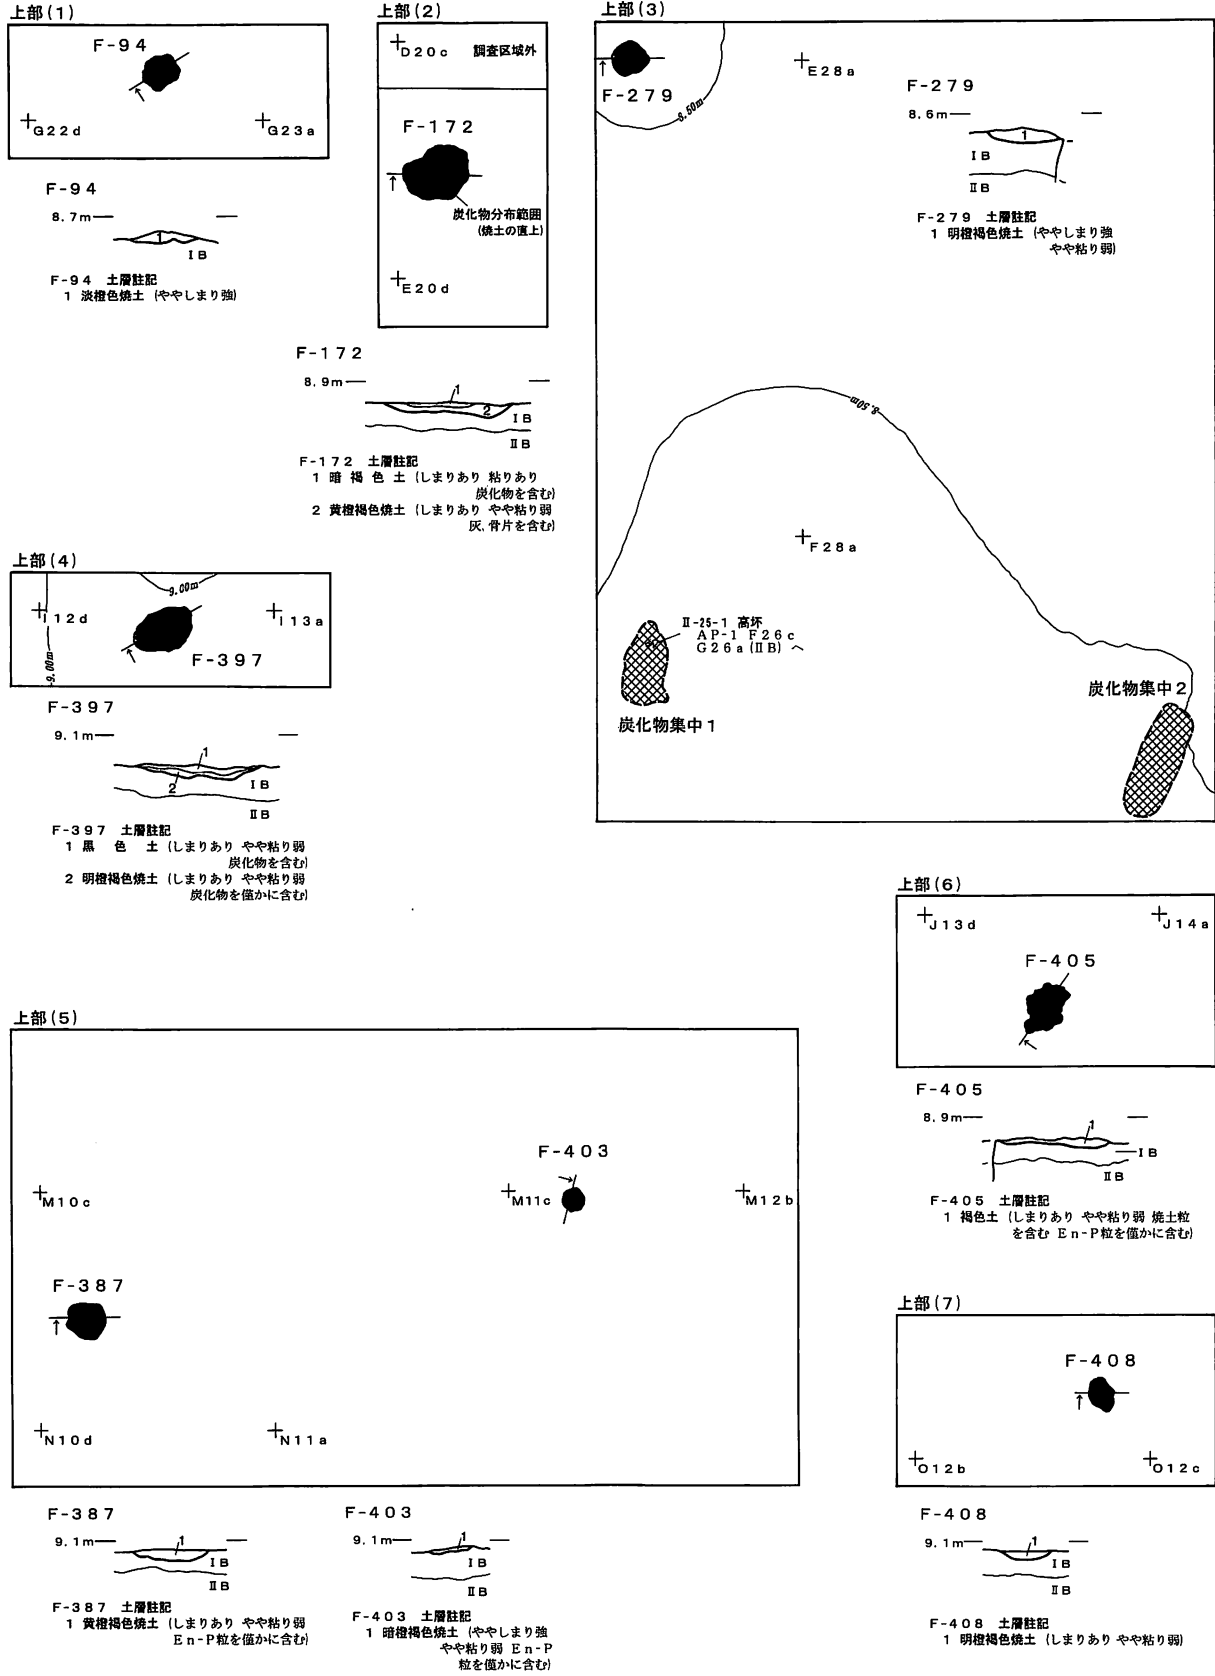 上部(1)
F-94
G22d
G23a
F-94
8.7m
1
ⅠB
F-94 土層註記
1 淡橙色焼土 (ややしまり強)
上部(2)
D20c 調査区域外
F-172
炭化物分布範囲
(焼土の直上)
E20d
F-172
8.9m
1
2
ⅠB
ⅡB
F-172 土層註記
1 暗褐色土 (しまりあり 粘りあり
炭化物を含む)
2 黄橙褐色焼土 (しまりあり やや粘り弱
灰,骨片を含む)
上部(3)
F-279
8.50m
E28a
F-279
8.6m
1
ⅠB
ⅡB
F-279 土層註記
1 明橙褐色焼土 (ややしまり強
やや粘り弱)
8.50m
F28a
Ⅱ-25-1 高坏
AP-1 F26c
G26a(ⅡB) へ
炭化物集中1
炭化物集中2
上部(4)
9.00m
I12d
I13a
9.00m
F-397
F-397
9.1m
1
2
ⅠB
ⅡB
F-397 土層註記
1 黒色土 (しまりあり やや粘り弱
炭化物を含む)
2 明橙褐色焼土 (しまりあり やや粘り弱
炭化物を僅かに含む)
上部(5)
F-403
M10c
M11c
M12b
F-387
N10d
N11a
F-387
9.1m
1
ⅠB
ⅡB
F-387 土層註記
1 黄橙褐色焼土 (しまりあり やや粘り弱
En-P粒を僅かに含む)
F-403
9.1m
1
ⅠB
ⅡB
F-403 土層註記
1 暗橙褐色焼土 (ややしまり強
やや粘り弱 En-P
粒を僅かに含む)
上部(6)
J13d
J14a
F-405
F-405
8.9m
1
ⅠB
ⅡB
F-405 土層註記
1 褐色土 (しまりあり やや粘り弱 焼土粒
を含む En-P粒を僅かに含む)
上部(7)
F-408
O12b
O12c
F-408
9.1m
1
ⅠB
ⅡB
F-408 土層註記
1 明橙褐色焼土 (しまりあり やや粘り弱)